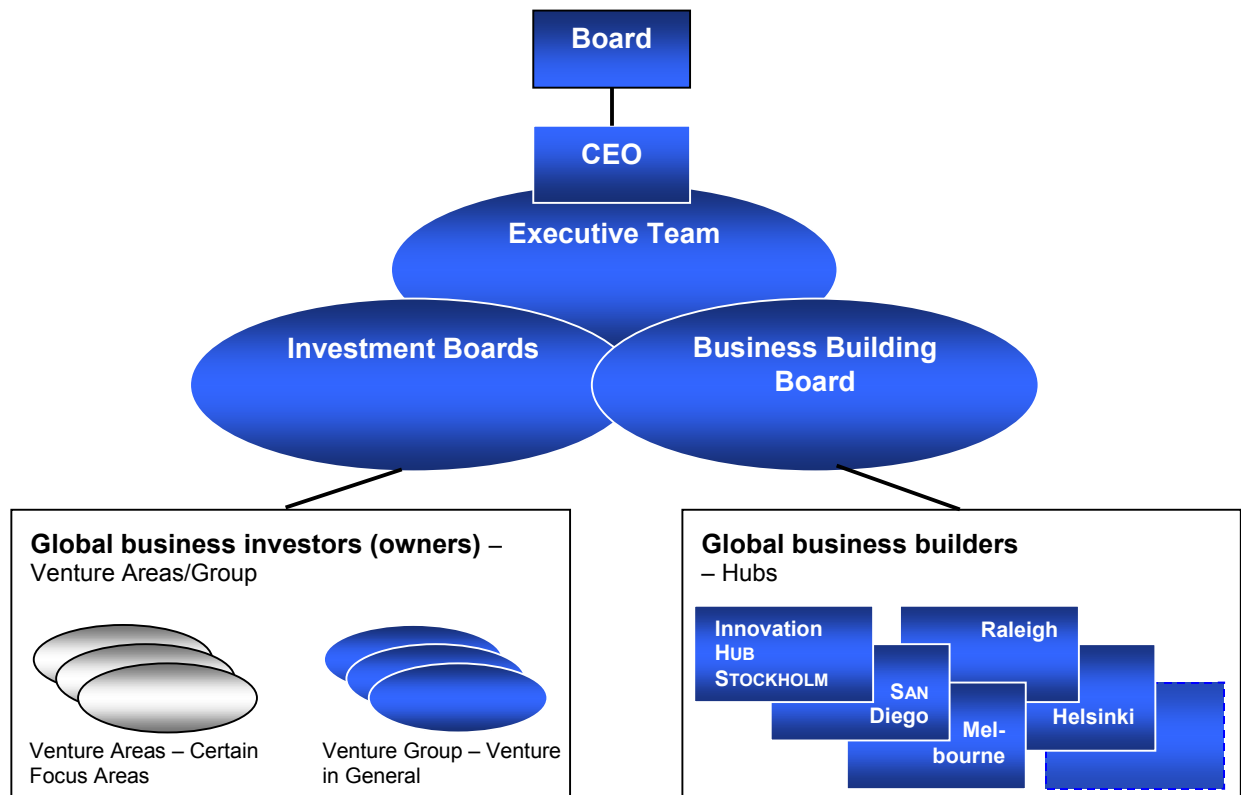 Board
CEO
Executive Team
Investment Boards
Business Building
Board
Global business investors (owners) –
Venture Areas/Group
Venture Areas – Certain
Focus Areas
Venture Group – Venture
in General
Global business builders
– Hubs
Innovation
HUB
STOCKHOLM
SAN
Diego
Raleigh
Mel-
bourne
Helsinki